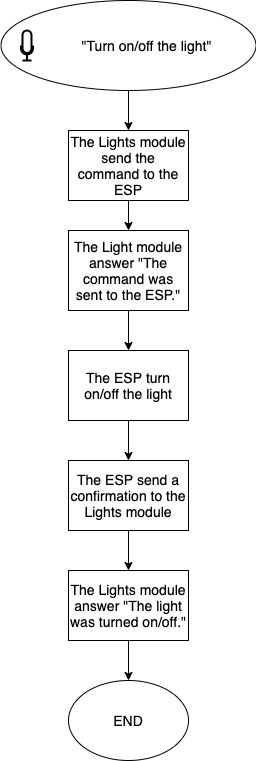 "Turn on/off the light"
The Lights module
send the
command to the
ESP
The Light module
answer "The
command was
sent to the ESP."
The ESP turn
on/off the light
The ESP send a
confirmation to the
Lights module
The Lights module
answer "The light
was turned on/off."
END